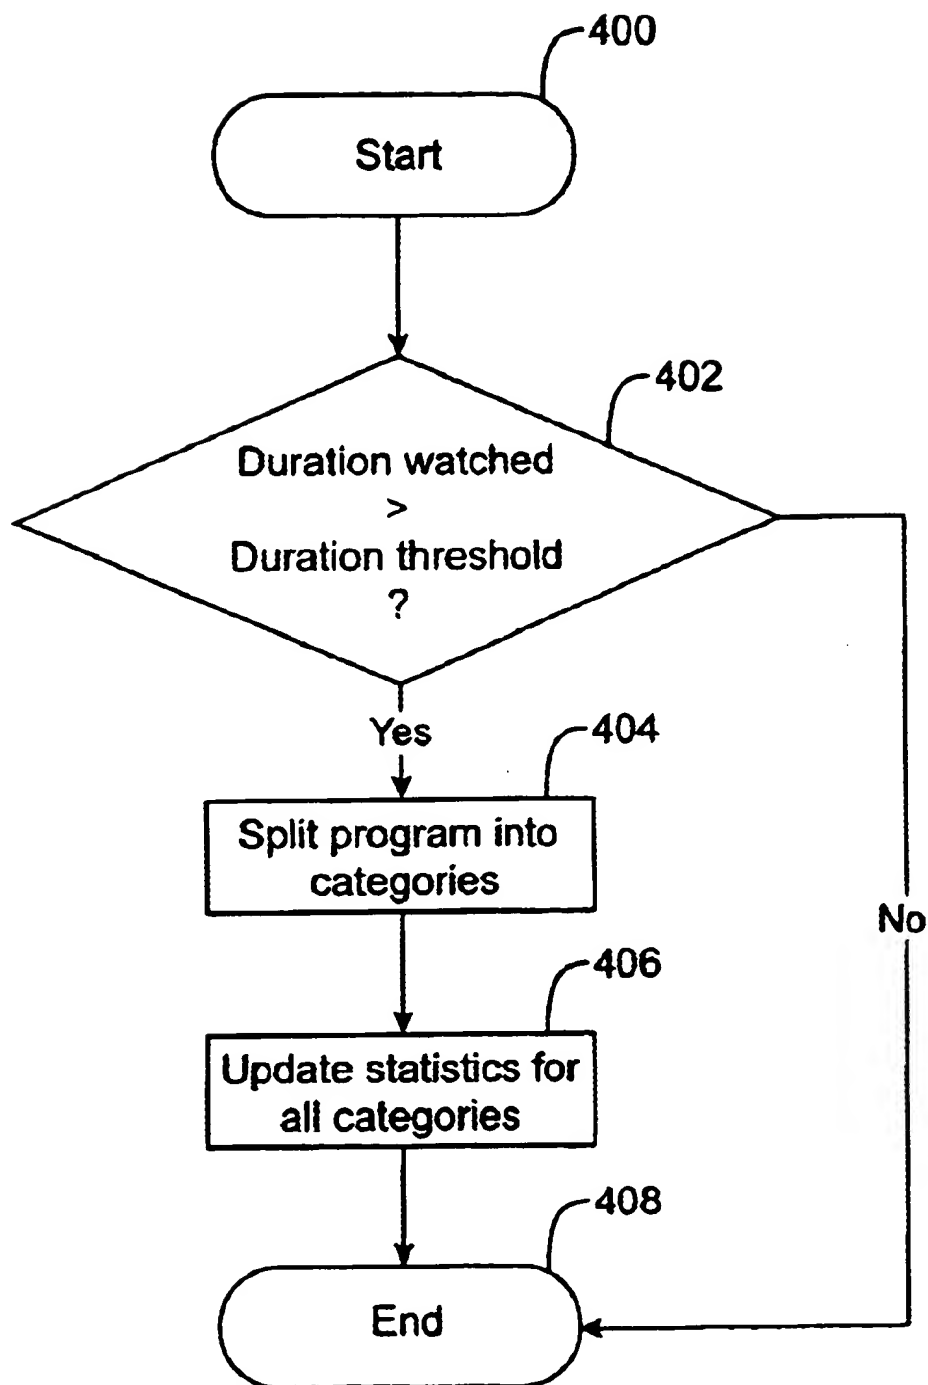 400
Start
402
Duration watched
>
Duration threshold
?
Yes
404
Split program into
categories
No
406
Update statistics for
all categories
408
End